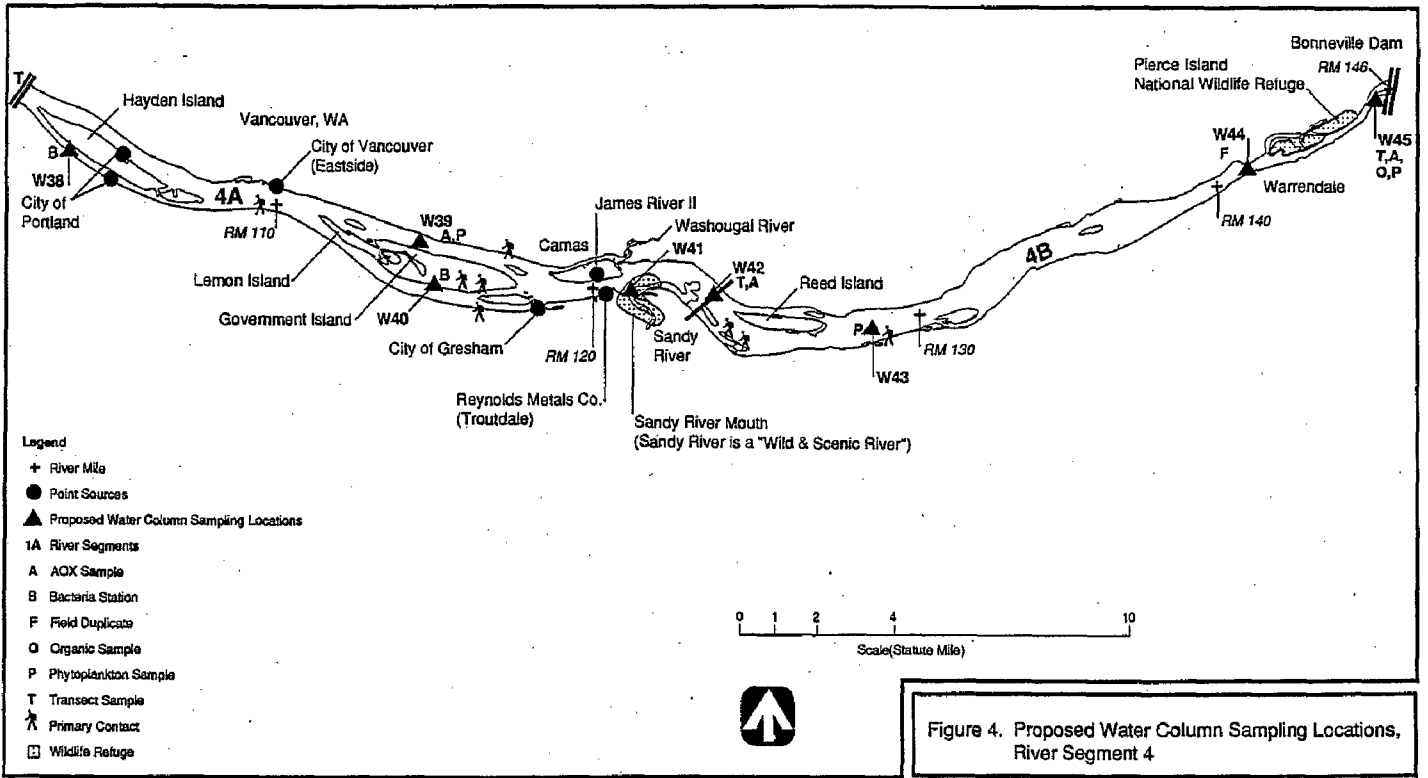 Bonneville Dam
RM 146
Pierce Island
National Wildlife Refuge
T
Hayden Island
Vancouver, WA
City of Vancouver
(Eastside)
B
W38
City of
Portland
4A
RM 110
W39
A,P
Lemon Island
Government Island
B
W40
City of Gresham
Camas
James River II
Washougal River
W41
W42
T,A
RM 120
Sandy
River
Reed Island
Reynolds Metals Co.
(Troutdale)
Sandy River Mouth
(Sandy River is a "Wild & Scenic River")
P
W43
RM 130
4B
W44
F
Warrendale
RM 140
W45
T,A,
O,P
Legend
+ River Mile
Point Sources
Proposed Water Column Sampling Locations
1A River Segments
A AOX Sample
B Bacteria Station
F Field Duplicate
O Organic Sample
P Phytoplankton Sample
T Transect Sample
Primary Contact
Wildlife Refuge
0 1 2 4 10
Scale(Statute Mile)
Figure 4. Proposed Water Column Sampling Locations,
River Segment 4